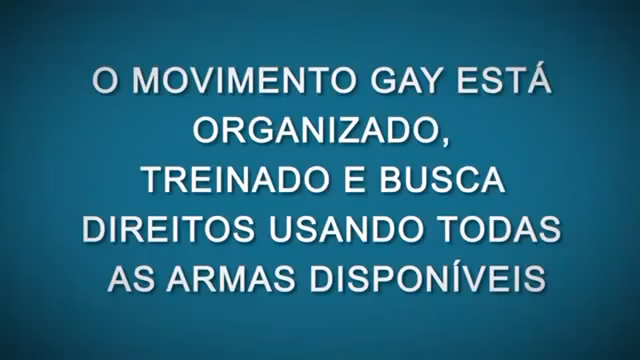 O MOVIMENTO GAY ESTÁ
ORGANIZADO,
TREINADO E BUSCA
DIREITOS USANDO TODAS
AS ARMAS DISPONÍVEIS